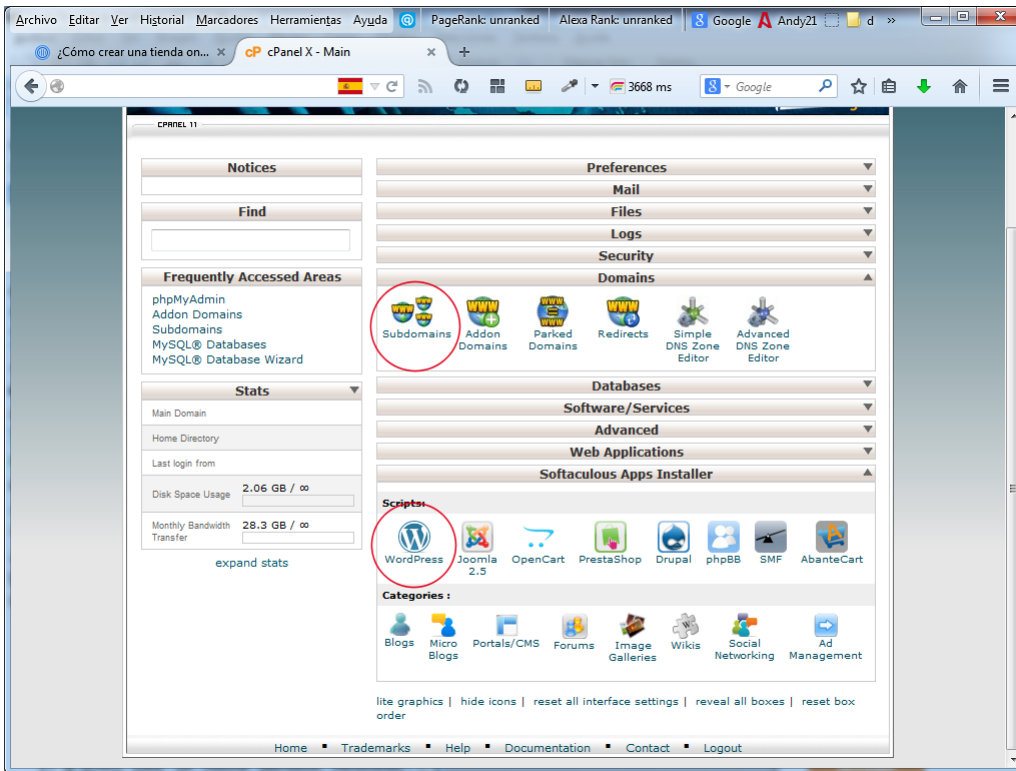 Archivo Editar Ver Historial Marcadores Herramientas Ayuda PageRank: unranked Alexa Rank: unranked Google Andy21 d »
¿Cómo crear una tienda on... × cP cPanel X - Main × +
3668 ms 8 Google
CPANEL 11
Notices
Find
Frequently Accessed Areas
phpMyAdmin
Addon Domains
Subdomains
MySQL® Databases
MySQL® Database Wizard
Stats
Main Domain
Home Directory
Last login from
Disk Space Usage 2.06 GB / ∞
Monthly Bandwidth Transfer 28.3 GB / ∞
expand stats
Preferences
Mail
Files
Logs
Security
Domains
Subdomains Addon Domains Parked Domains Redirects Simple DNS Zone Editor Advanced DNS Zone Editor
Databases
Software/Services
Advanced
Web Applications
Softaculous Apps Installer
Scripts:
WordPress Joomla 2.5 OpenCart PrestaShop Drupal phpBB SMF AbanteCart
Categories :
Blogs Micro Blogs Portals/CMS Forums Image Galleries Wikis Social Networking Ad Management
lite graphics | hide icons | reset all interface settings | reveal all boxes | reset box
order
Home ▪ Trademarks ▪ Help ▪ Documentation ▪ Contact ▪ Logout